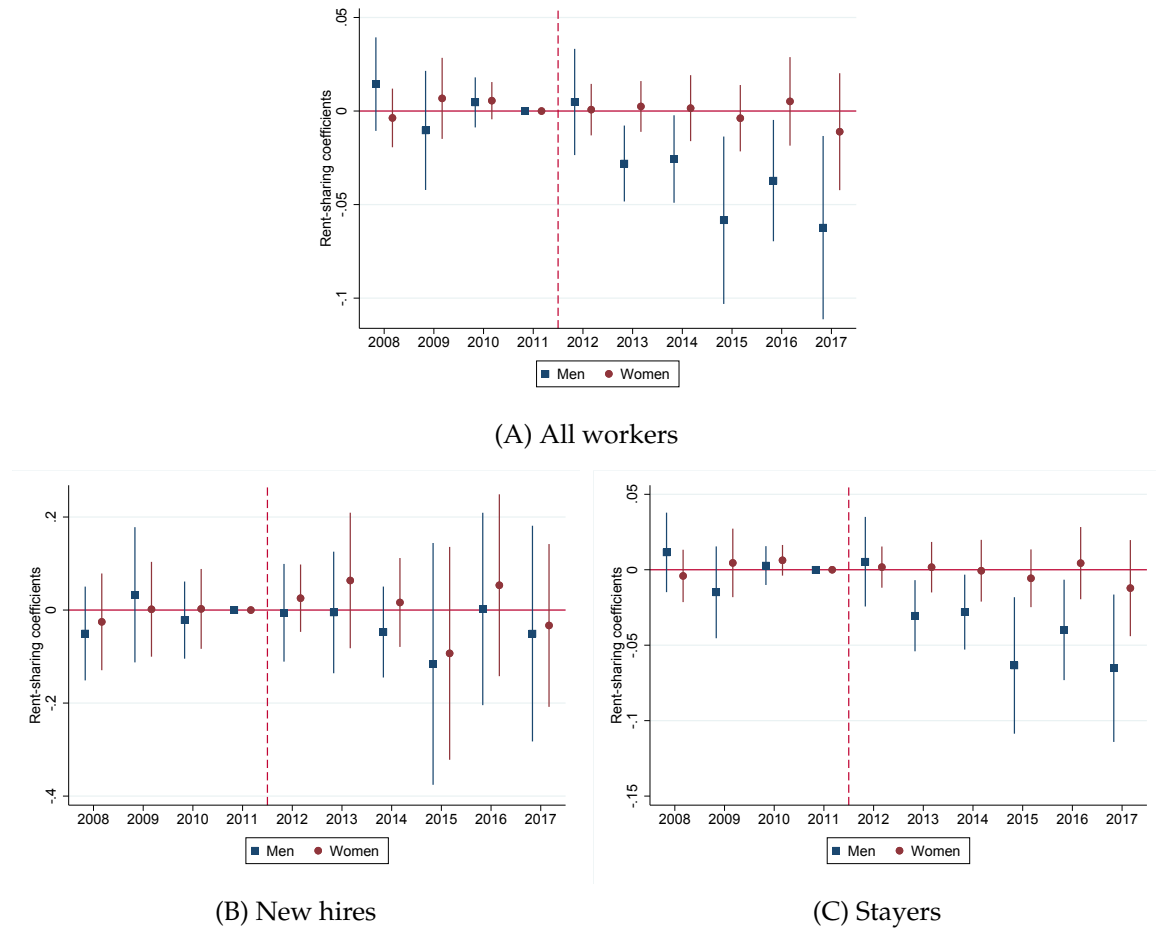 Rent-sharing coefficients
.05
0
-.05
-.1
2008 2009 2010 2011 2012 2013 2014 2015 2016 2017
Men Women
(A) All workers
Rent-sharing coefficients
.2
0
-.2
-.4
2008 2009 2010 2011 2012 2013 2014 2015 2016 2017
Men Women
(B) New hires
Rent-sharing coefficients
.05
0
-.05
-.1
-.15
2008 2009 2010 2011 2012 2013 2014 2015 2016 2017
Men Women
(C) Stayers